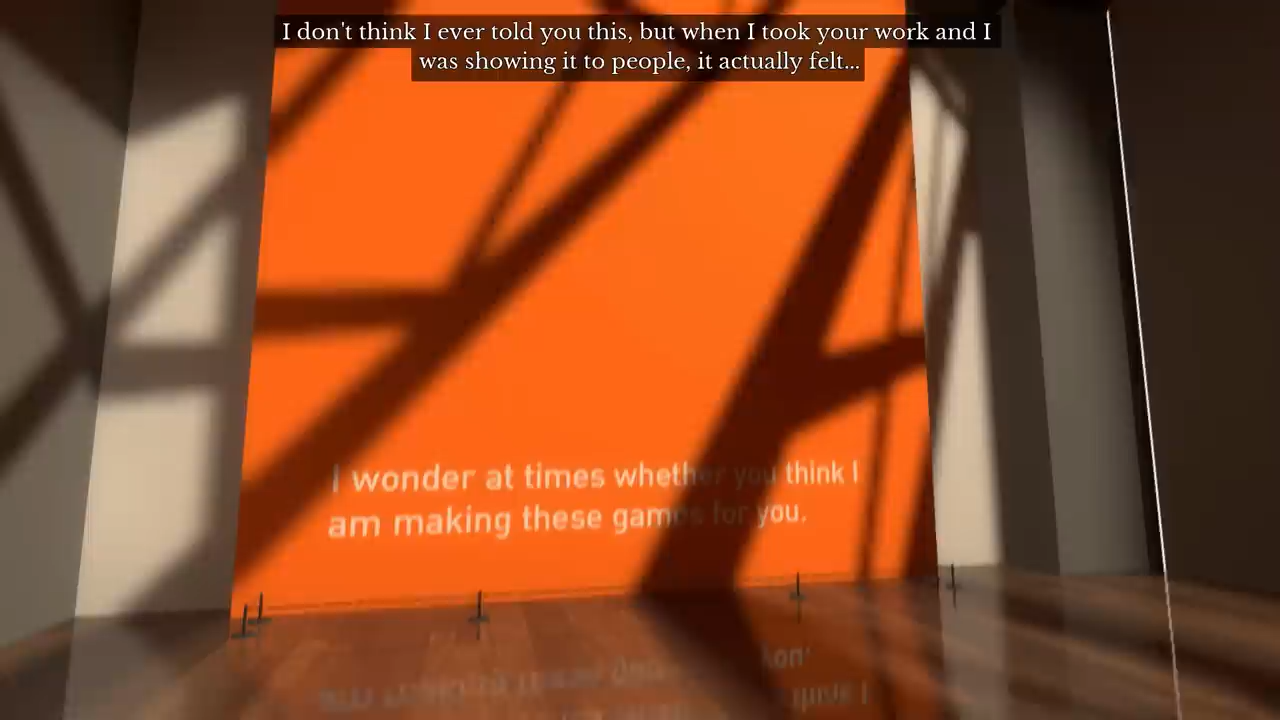 I don't think I ever told you this, but when I took your work and I
was showing it to people, it actually felt...
I wonder at times whether you think I
am making these games for you.